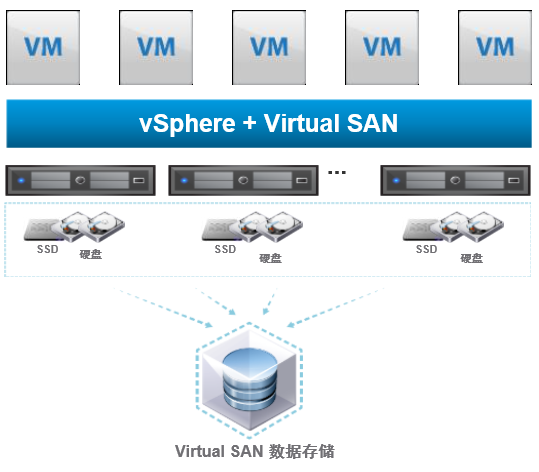 VM VM VM VM VM
vSphere + Virtual SAN
...
SSD 硬盘 SSD 硬盘 SSD 硬盘
Virtual SAN 数据存储